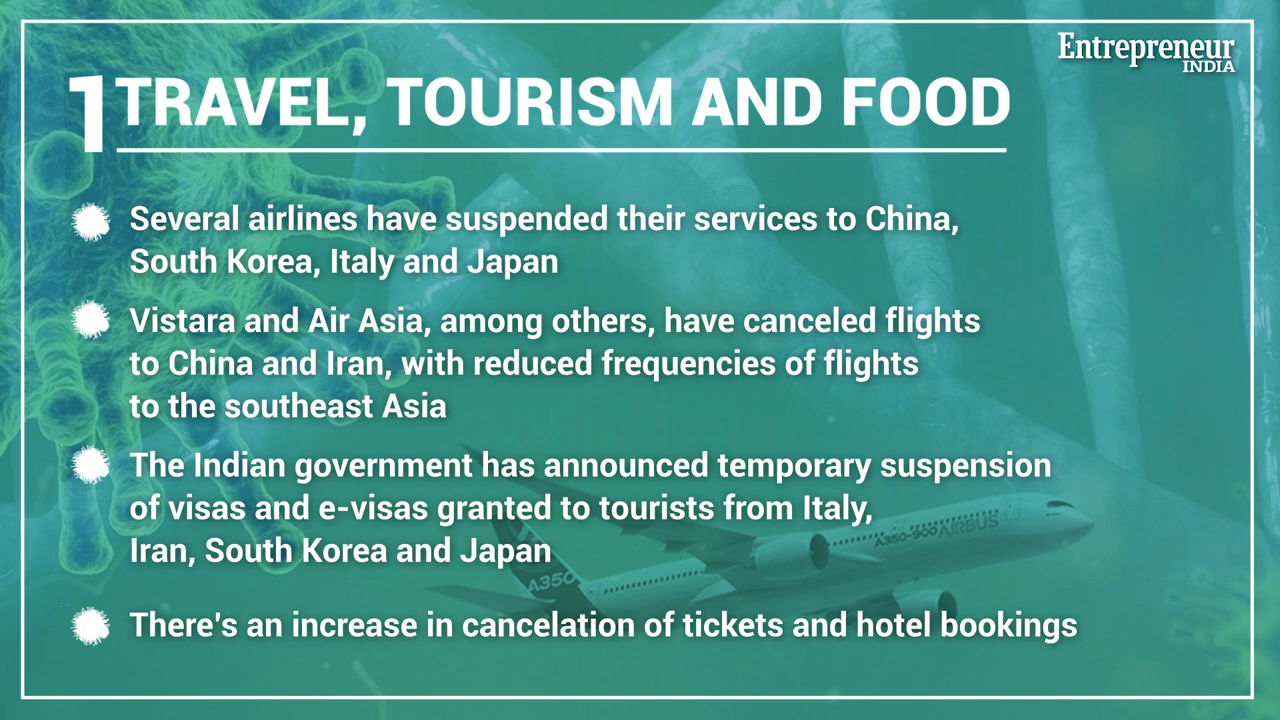 Entrepreneur
INDIA
1 TRAVEL, TOURISM AND FOOD
Several airlines have suspended their services to China,
South Korea, Italy and Japan
Vistara and Air Asia, among others, have canceled flights
to China and Iran, with reduced frequencies of flights
to the southeast Asia
The Indian government has announced temporary suspension
of visas and e-visas granted to tourists from Italy,
Iran, South Korea and Japan
There's an increase in cancelation of tickets and hotel bookings
A350-900 AIRBUS
A350